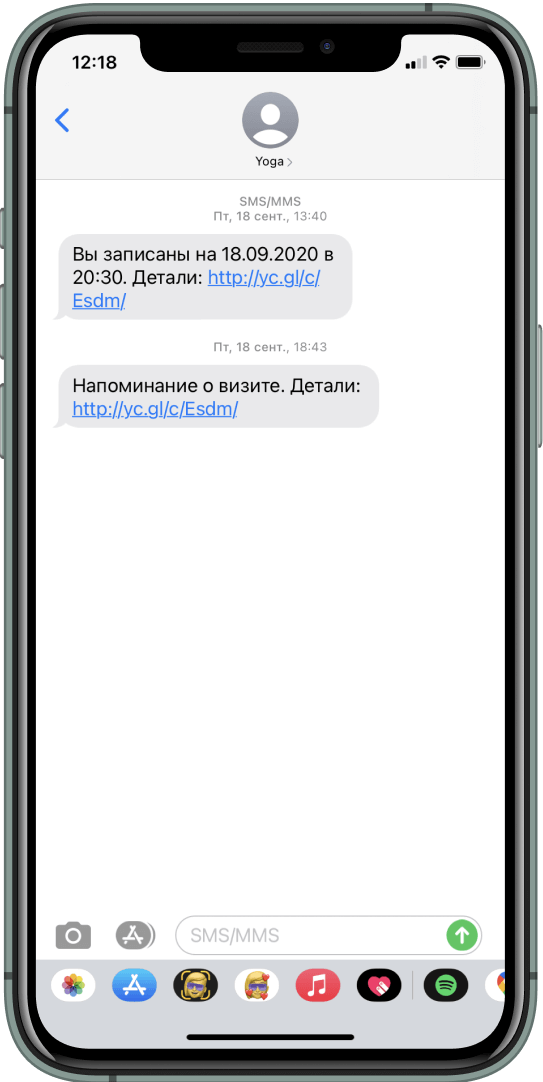 12:18
Yoga
SMS/MMS
Пт, 18 сент., 13:40
Вы записаны на 18.09.2020 в
20:30. Детали: http://yc.gl/c/
Esdm/
Пт, 18 сент., 18:43
Напоминание о визите. Детали:
http://yc.gl/c/Esdm/
SMS/MMS